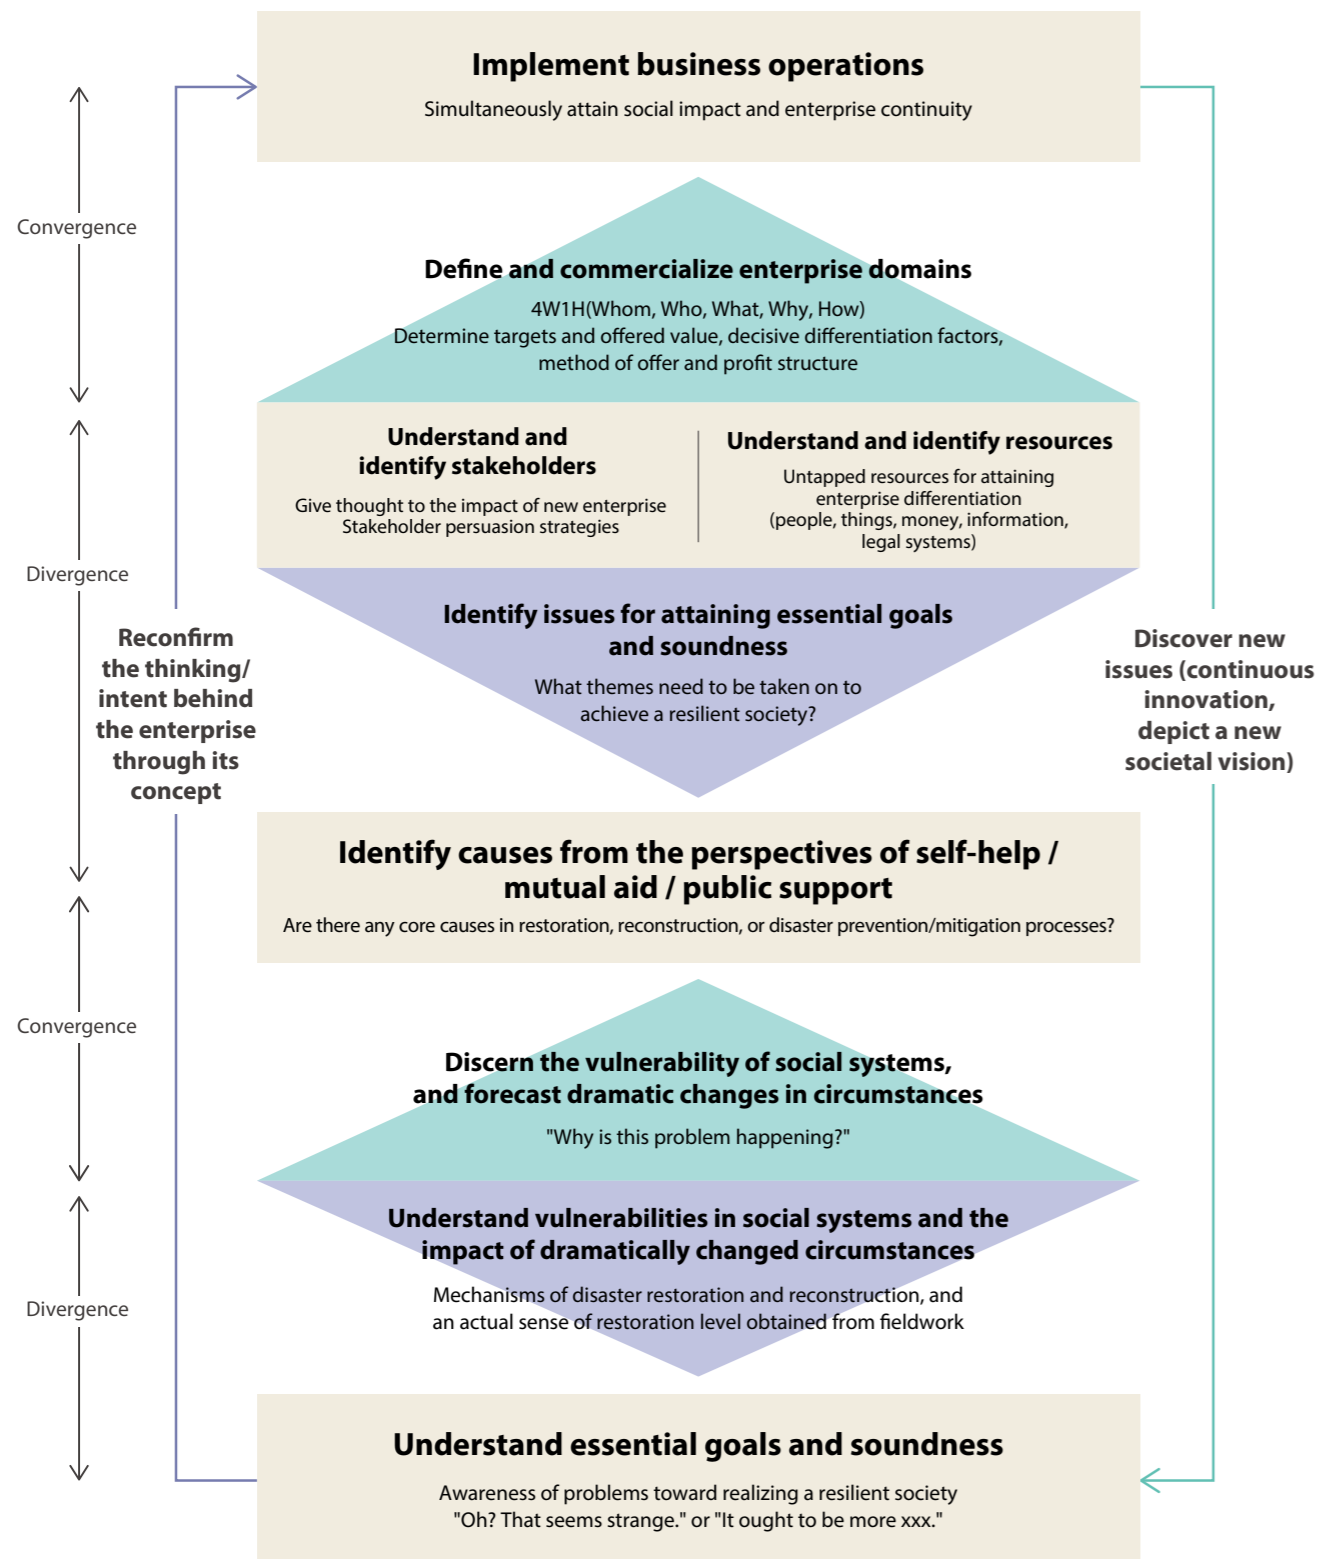 Implement business operations
Simultaneously attain social impact and enterprise continuity
Convergence
Define and commercialize enterprise domains
4W1H(Whom, Who, What, Why, How)
Determine targets and offered value, decisive differentiation factors,
method of offer and profit structure
Understand and
identify stakeholders
Give thought to the impact of new enterprise
Stakeholder persuasion strategies
Understand and identify resources
Untapped resources for attaining
enterprise differentiation
(people, things, money, information,
legal systems)
Divergence
Identify issues for attaining essential goals
and soundness
What themes need to be taken on to
achieve a resilient society?
Reconfirm
the thinking/
intent behind
the enterprise
through its
concept
Discover new
issues (continuous
innovation,
depict a new
societal vision)
Identify causes from the perspectives of self-help /
mutual aid / public support
Are there any core causes in restoration, reconstruction, or disaster prevention/mitigation processes?
Convergence
Discern the vulnerability of social systems,
and forecast dramatic changes in circumstances
"Why is this problem happening?"
Understand vulnerabilities in social systems and the
impact of dramatically changed circumstances
Mechanisms of disaster restoration and reconstruction, and
an actual sense of restoration level obtained from fieldwork
Divergence
Understand essential goals and soundness
Awareness of problems toward realizing a resilient society
"Oh? That seems strange." or "It ought to be more xxx."